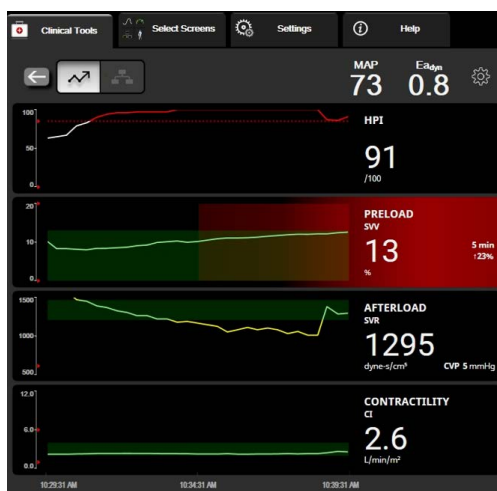 Clinical Tools
Select Screens
Settings
Help
MAP
73
Eadyn
0.8
100
50
0
HPI
91
/100
20
10
0
PRELOAD
SVV
13
%
5 min
↑23%
1500
1000
500
AFTERLOAD
SVR
1295
dyne-s/cm⁵
CVP 5 mmHg
12.0
6.0
0.0
CONTRACTILITY
CI
2.6
L/min/m²
10:29:31 AM
10:34:31 AM
10:39:31 AM